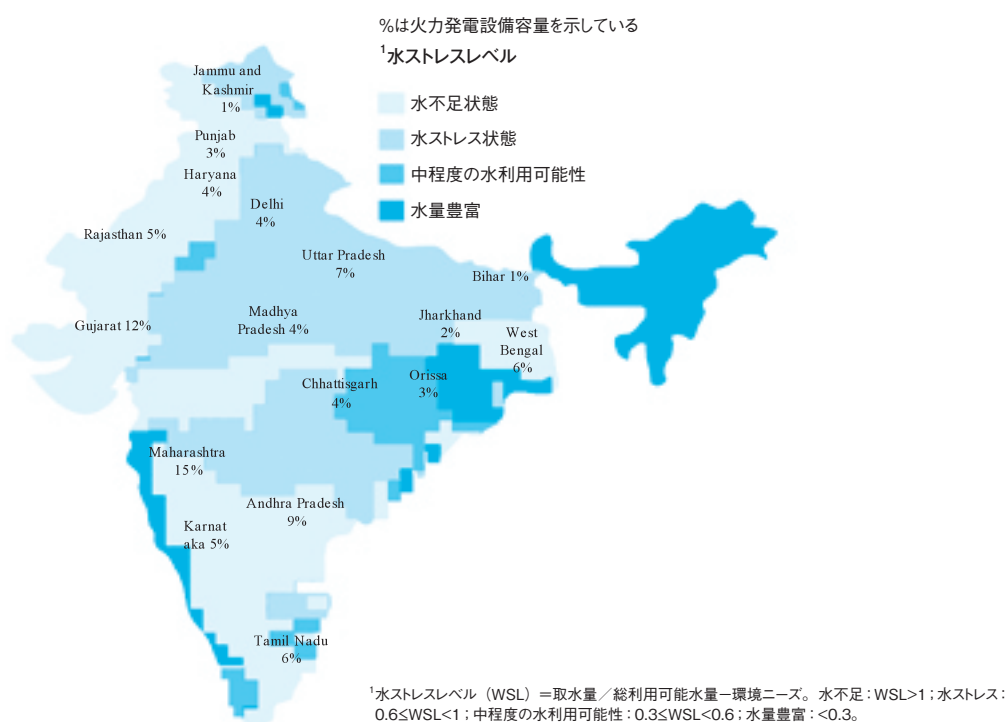 %は火力発電設備容量を示している
¹水ストレスレベル
水不足状態
水ストレス状態
中程度の水利用可能性
水量豊富
Jammu and
Kashmir
1%
Punjab
3%
Haryana
4%
Delhi
4%
Rajasthan 5%
Uttar Pradesh
7%
Bihar 1%
Gujarat 12%
Madhya
Pradesh 4%
Jharkhand
2%
West
Bengal
6%
Chhattisgarh
4%
Orissa
3%
Maharashtra
15%
Andhra Pradesh
9%
Karnat
aka 5%
Tamil Nadu
6%
¹水ストレスレベル（WSL）＝取水量／総利用可能水量－環境ニーズ。 水不足：WSL>1；水ストレス：
0.6≤WSL<1；中程度の水利用可能性：0.3≤WSL<0.6；水量豊富：<0.3。